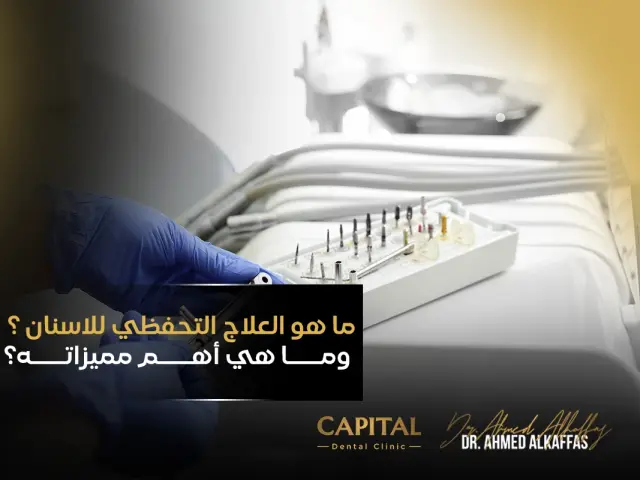 ما هو العلاج التحفظي للاسنان ؟
ومـــا هي أهـــم مميزاتـــه؟
CAPITAL
Dental Clinic
Dr. Ahmed Alkaffas
DR. AHMED ALKAFFAS